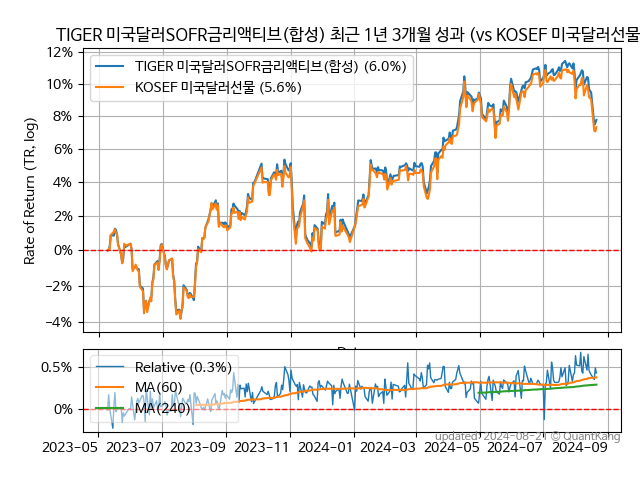 TIGER 미국달러SOFR금리액티브(합성) 최근 1년 3개월 성과 (vs KOSEF 미국달러선물
12%
10%
8%
6%
4%
2%
0%
−2%
−4%
Rate of Return (TR, log)
TIGER 미국달러SOFR금리액티브(합성) (6.0%)
KOSEF 미국달러선물 (5.6%)
0.5%
0%
Relative (0.3%)
MA(60)
MA(240)
2023−05 2023−07 2023−09 2023−11 2024−01 2024−03 2024−05 2024−07 2024−09
updated: 2024-08-21 © QuantKang